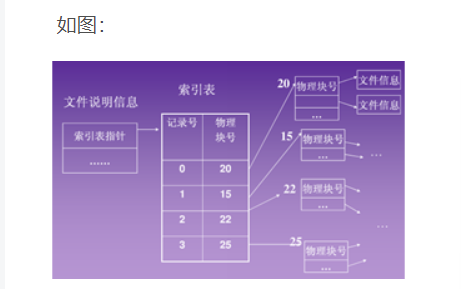 如图：
文件说明信息
索引表指针
......
索引表
记录号 物理块号
0 20
1 15
2 22
3 25
20
物理块号
...
文件信息
文件信息
15
物理块号
...
...
22
物理块号
...
...
25
物理块号
...